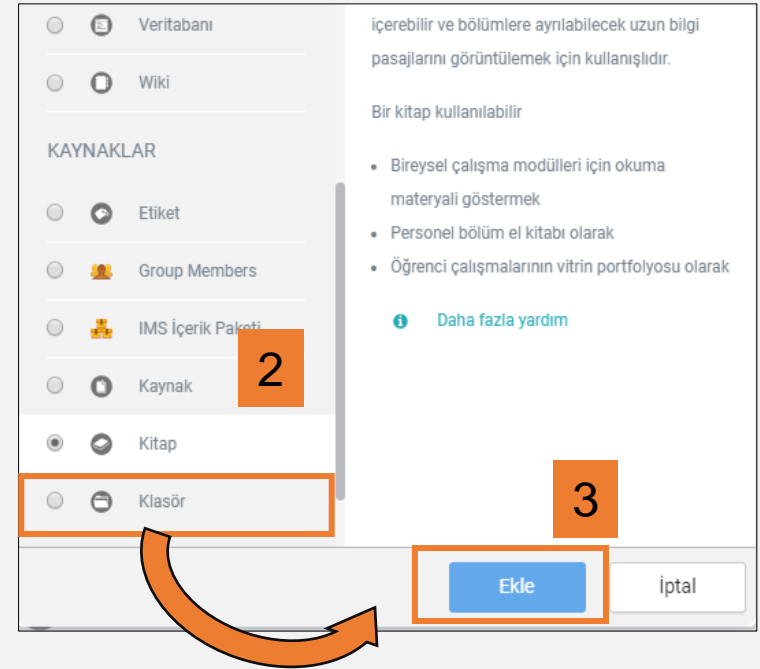 Veritabanı
Wiki
KAYNAKLAR
Etiket
Group Members
IMS İçerik Paketi
2
Kaynak
Kitap
Klasör
içerebilir ve bölümlere ayrılabilecek uzun bilgi
pasajlarını görüntülemek için kullanışlıdır.
Bir kitap kullanılabilir
• Bireysel çalışma modülleri için okuma
materyali göstermek
• Personel bölüm el kitabı olarak
• Öğrenci çalışmalarının vitrin portfolyosu olarak
Daha fazla yardım
3
Ekle
İptal